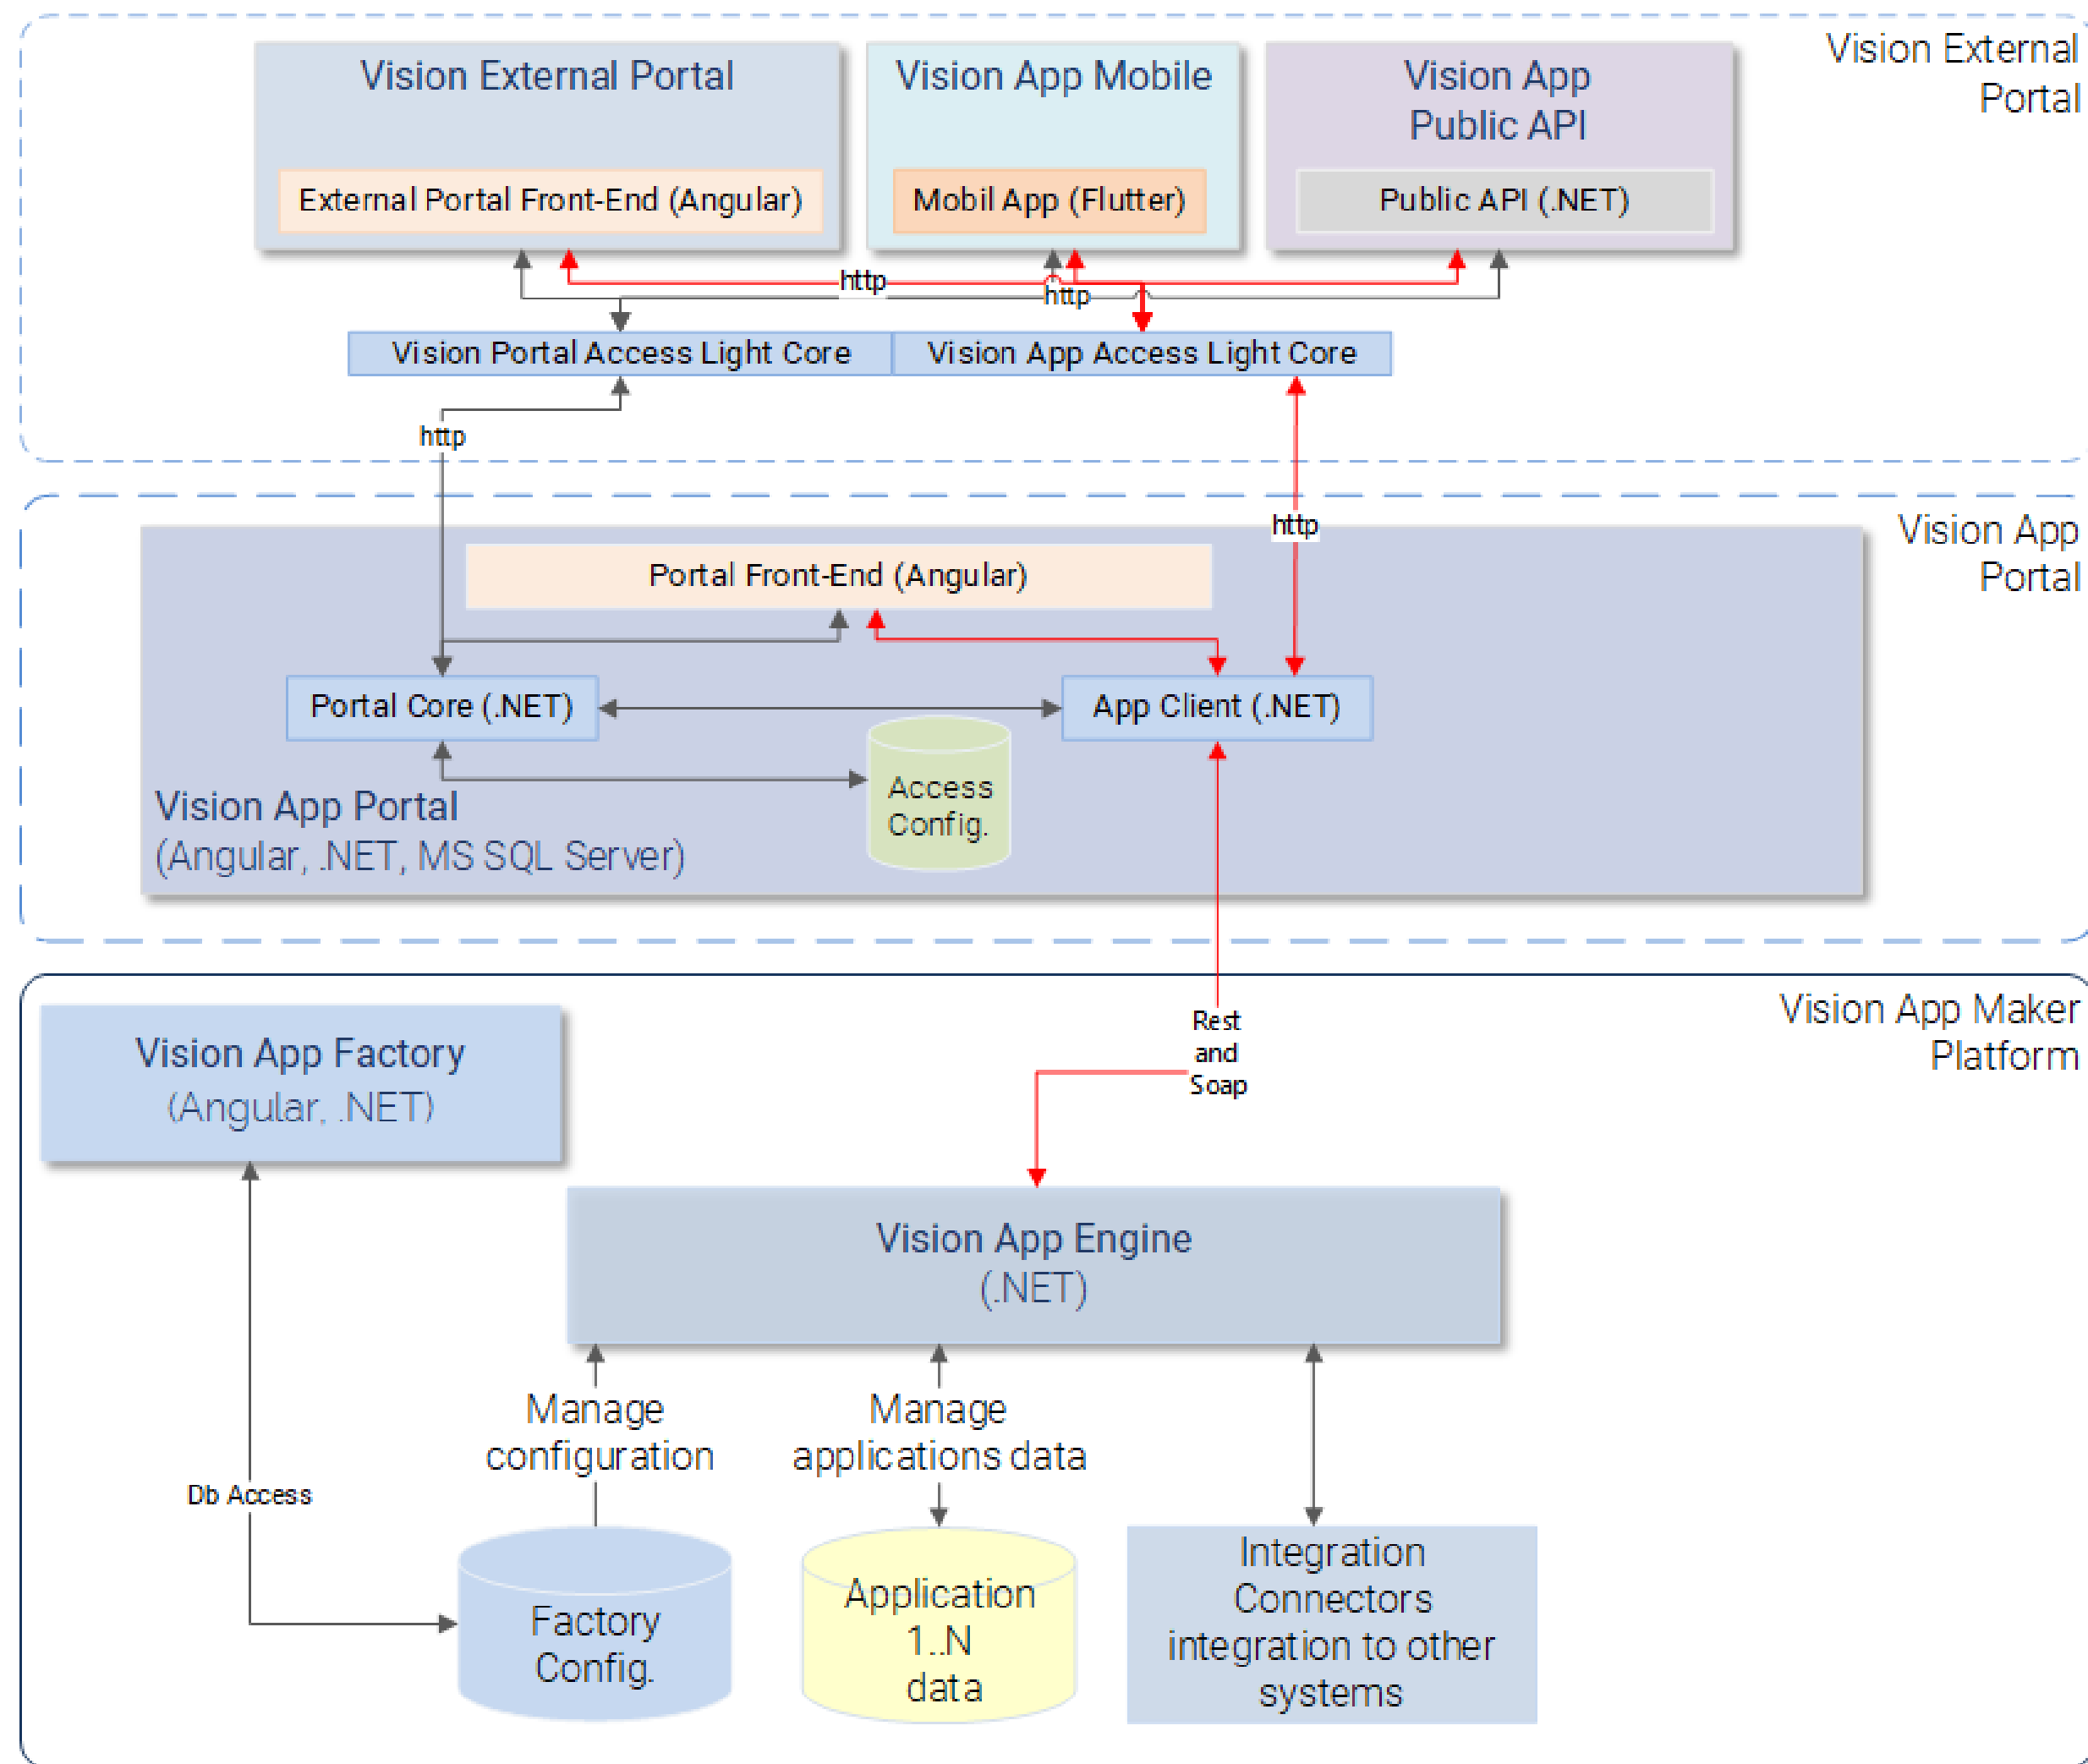 Vision External
Portal
Vision External Portal
External Portal Front-End (Angular)
Vision App Mobile
Mobil App (Flutter)
Vision App
Public API
Public API (.NET)
http
http
Vision Portal Access Light Core
Vision App Access Light Core
http
Vision App
Portal
http
Portal Front-End (Angular)
Portal Core (.NET)
App Client (.NET)
Access
Config.
Vision App Portal
(Angular, .NET, MS SQL Server)
Vision App Maker
Platform
Rest
and
Soap
Vision App Factory
(Angular, .NET)
Vision App Engine
(.NET)
Manage
configuration
Manage
applications data
Db Access
Factory
Config.
Application
1..N
data
Integration
Connectors
integration to other
systems